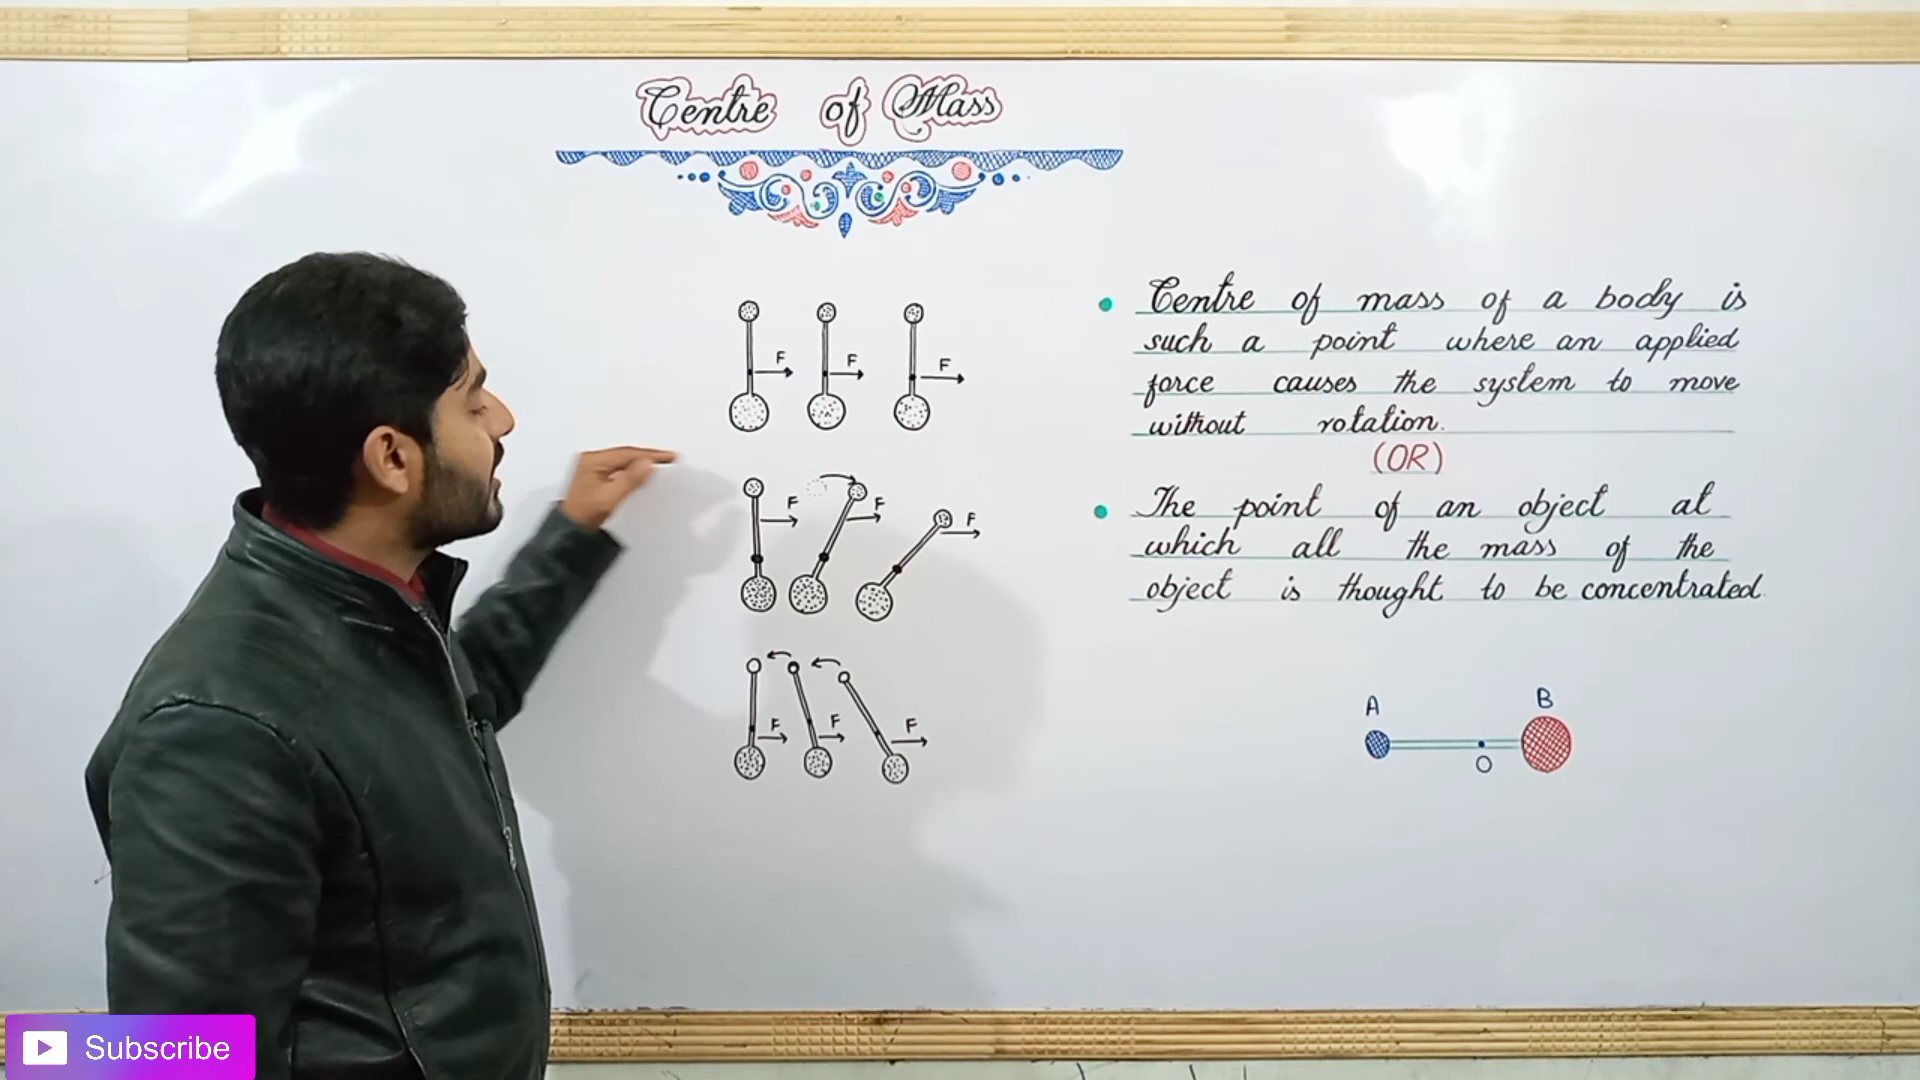 Centre of Mass
F F F
F F F
F F F
Centre of mass of a body is
such a point where an applied
force causes the system to move
without rotation.
(OR)
The point of an object at
which all the mass of the
object is thought to be concentrated.
A B
O
Subscribe